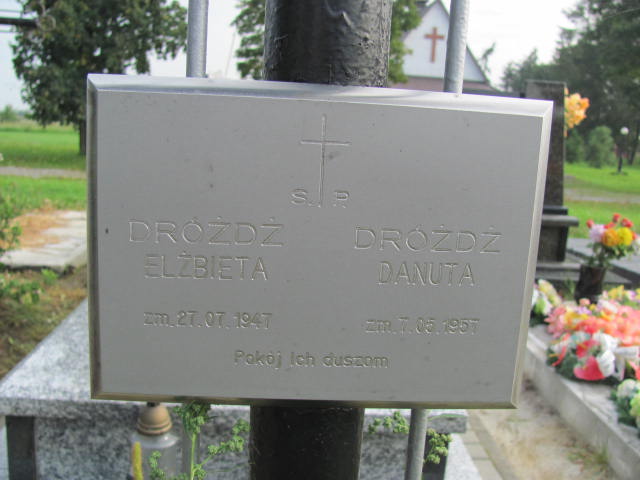 Ś. P.
DRÓŻDŻ DRÓŻDŻ
ELŻBIETA DANUTA
zm. 27. 07. 1947 zm. 7. 05. 1957
Pokój ich duszom